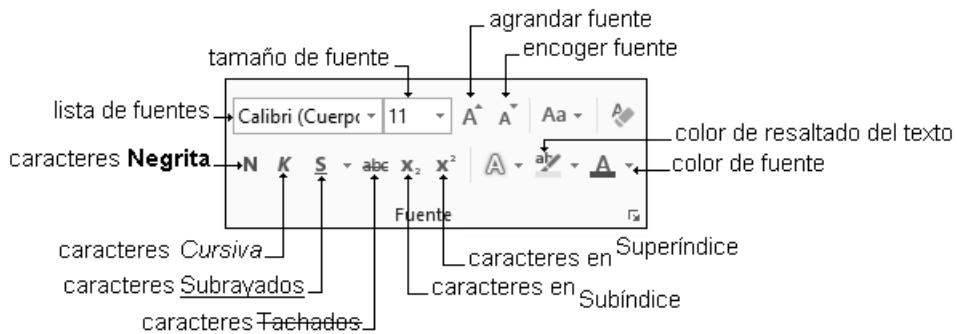 agrandar fuente
encoger fuente
tamaño de fuente
lista de fuentes
Calibri (Cuerpo 11 A A Aa A
color de resaltado del texto
caracteres Negrita
N K S abc x₂ x² A ab A
color de fuente
Fuente
caracteres Cursiva
caracteres en Superíndice
caracteres Subrayados
caracteres en Subíndice
caracteres Tachados